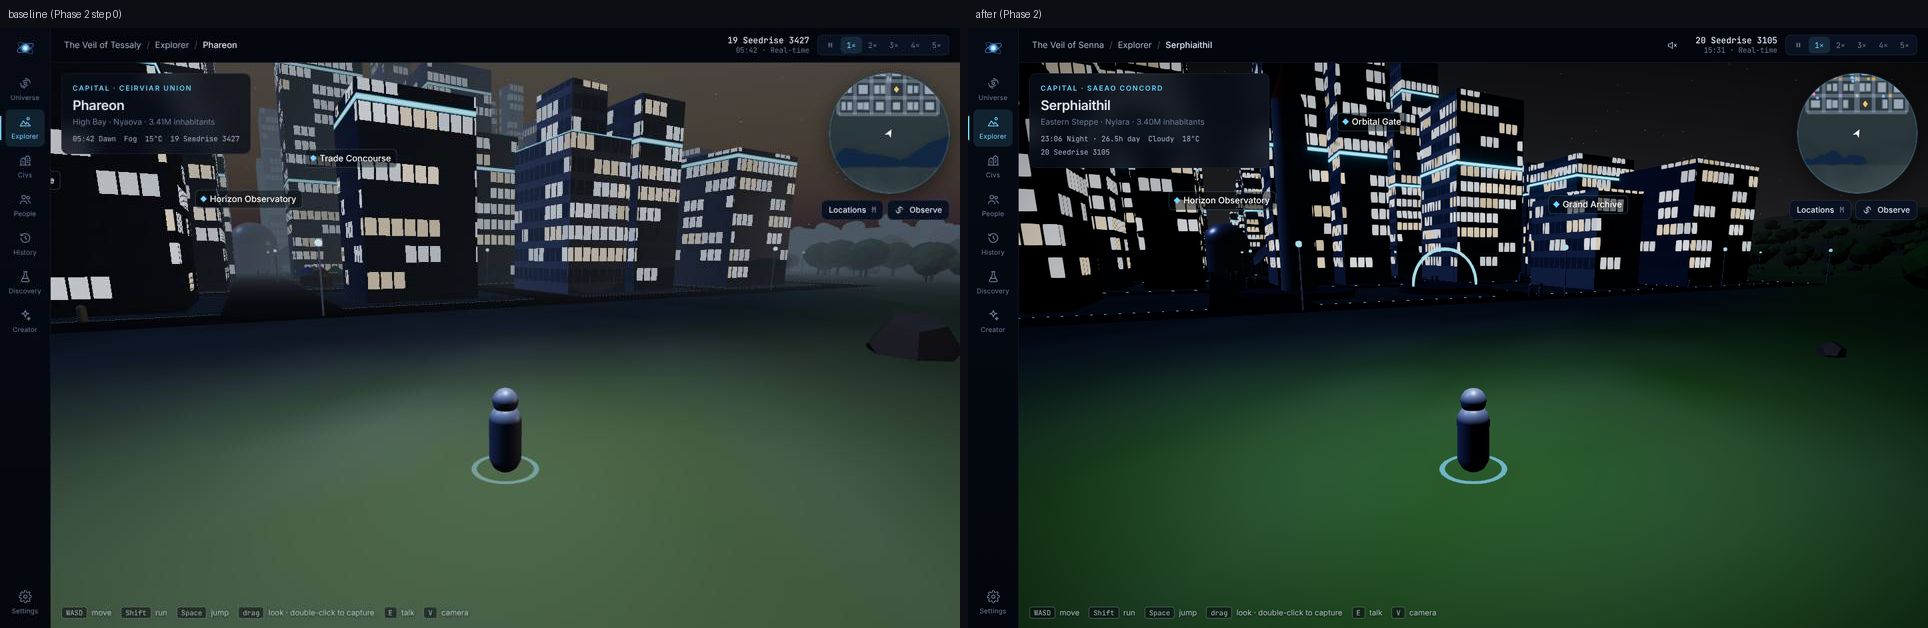 baseline (Phase 2 step 0)
The Veil of Tessaly / Explorer / Phareon
19 Seedrise 3427
05:42 · Real-time
1× 2× 3× 4× 5×
Universe
Explorer
Civs
People
History
Discovery
Creator
Settings
CAPITAL · CEIRVIAR UNION
Phareon
High Bay · Nyaova · 3.41M inhabitants
05:42 Dawn Fog 15°C 19 Seedrise 3427
Trade Concourse
e
Horizon Observatory
Locations M
Observe
WASD move Shift run Space jump drag look · double-click to capture E talk V camera
after (Phase 2)
The Veil of Senna / Explorer / Serphiaithil
20 Seedrise 3105
15:31 · Real-time
1× 2× 3× 4× 5×
Universe
Explorer
Civs
People
History
Discovery
Creator
Settings
CAPITAL · SAEAO CONCORD
Serphiaithil
Eastern Steppe · Nyiara · 3.40M inhabitants
23:06 Night · 26.5h day Cloudy 18°C
20 Seedrise 3105
Orbital Gate
Horizon Observatory
Grand Archive
Locations M
Observe
WASD move Shift run Space jump drag look · double-click to capture E talk V camera